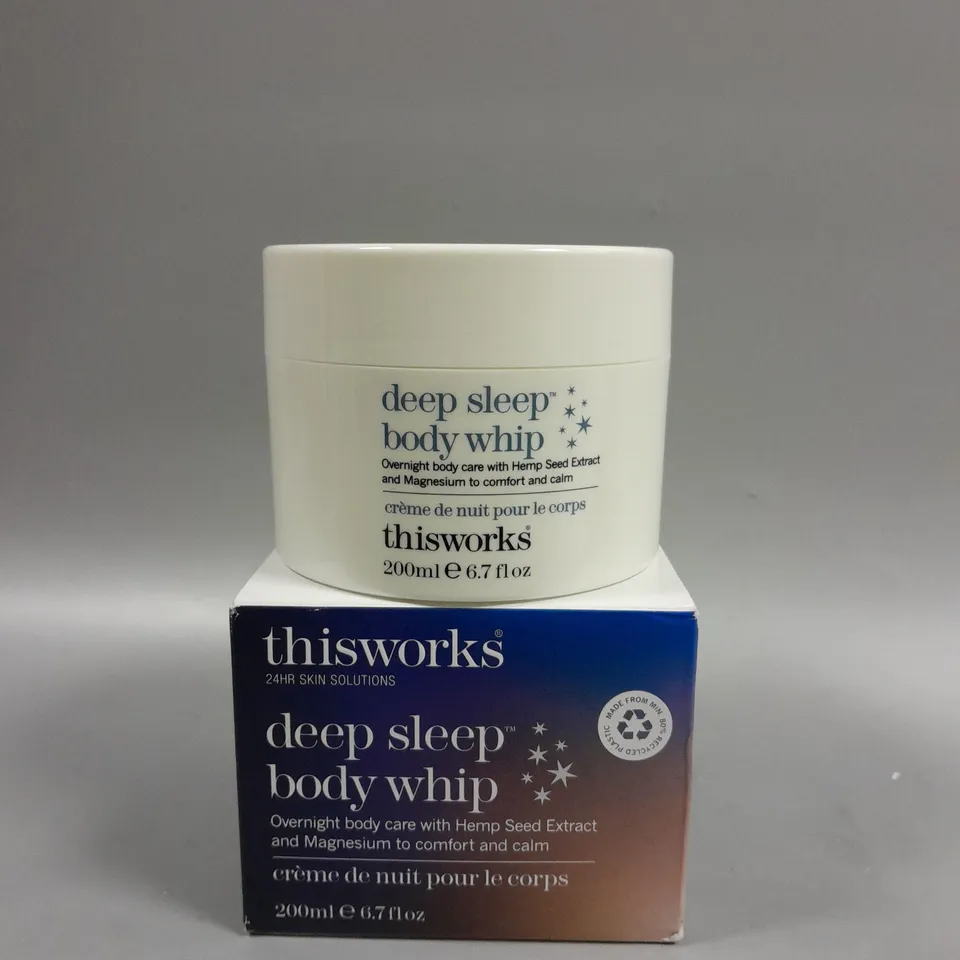 deep sleep™
body whip
Overnight body care with Hemp Seed Extract
and Magnesium to comfort and calm
crème de nuit pour le corps
thisworks®
200ml ℮ 6.7 fl oz
thisworks®
24HR SKIN SOLUTIONS
deep sleep™
body whip
MADE FROM MIN. 80% RECYCLED PLASTIC
Overnight body care with Hemp Seed Extract
and Magnesium to comfort and calm
crème de nuit pour le corps
200ml ℮ 6.7 fl oz